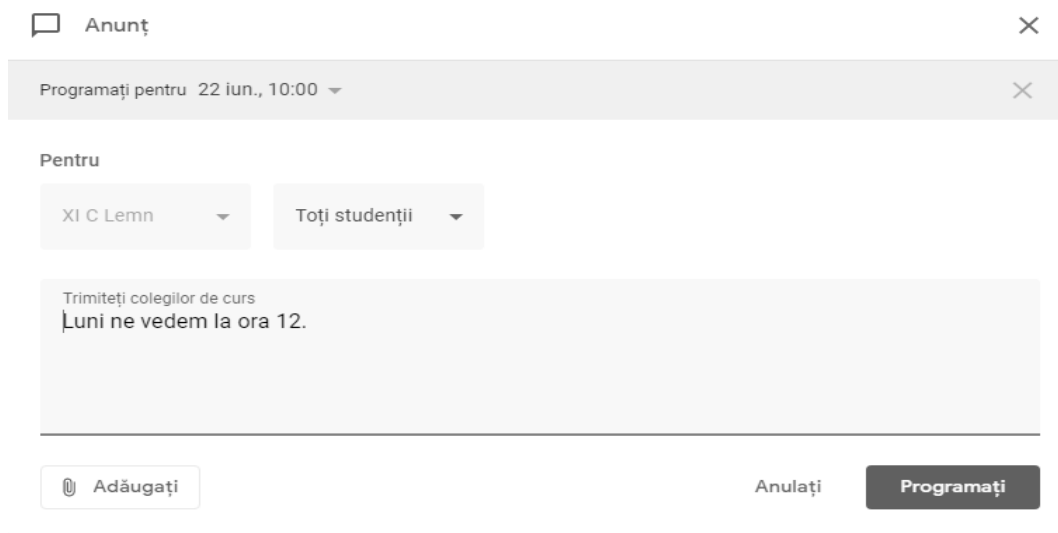 Anunț
Programați pentru 22 iun., 10:00
Pentru
XI C Lemn Toți studenții
Trimiteți colegilor de curs
Luni ne vedem la ora 12.
Adăugați Anulați Programați